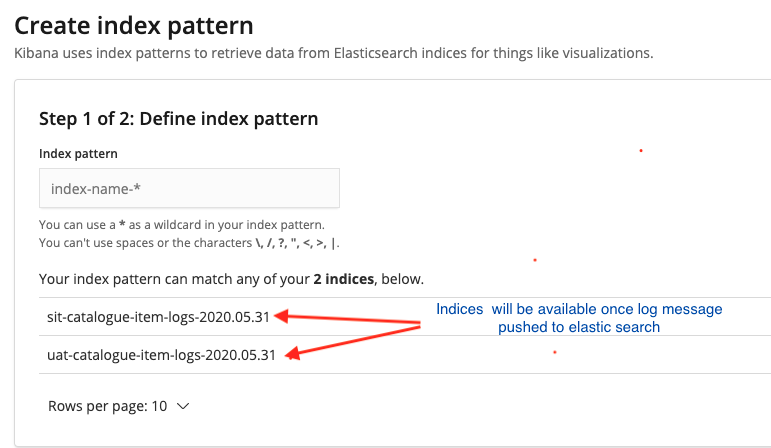 Create index pattern
Kibana uses index patterns to retrieve data from Elasticsearch indices for things like visualizations.
Step 1 of 2: Define index pattern
Index pattern
index-name-*
You can use a * as a wildcard in your index pattern.
You can't use spaces or the characters \, /, ?, ", <, >, |.
Your index pattern can match any of your 2 indices, below.
sit-catalogue-item-logs-2020.05.31
Indices will be available once log message
pushed to elastic search
uat-catalogue-item-logs-2020.05.31
Rows per page: 10